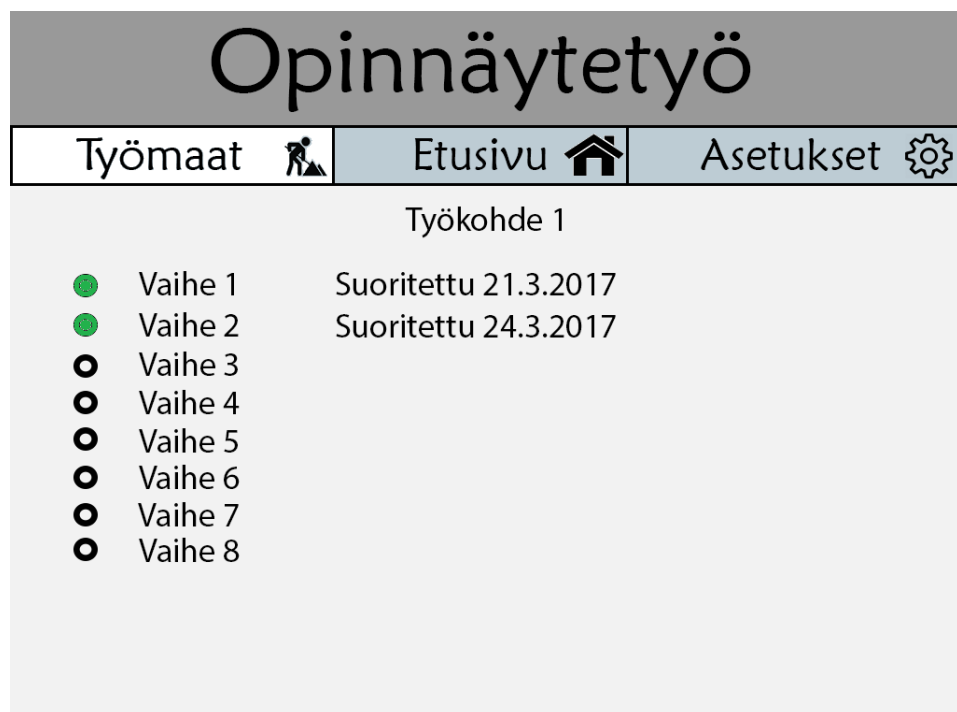 Opinnäytetyö
Työmaat Etusivu Asetukset
Työkohde 1
Vaihe 1 Suoritettu 21.3.2017
Vaihe 2 Suoritettu 24.3.2017
Vaihe 3
Vaihe 4
Vaihe 5
Vaihe 6
Vaihe 7
Vaihe 8